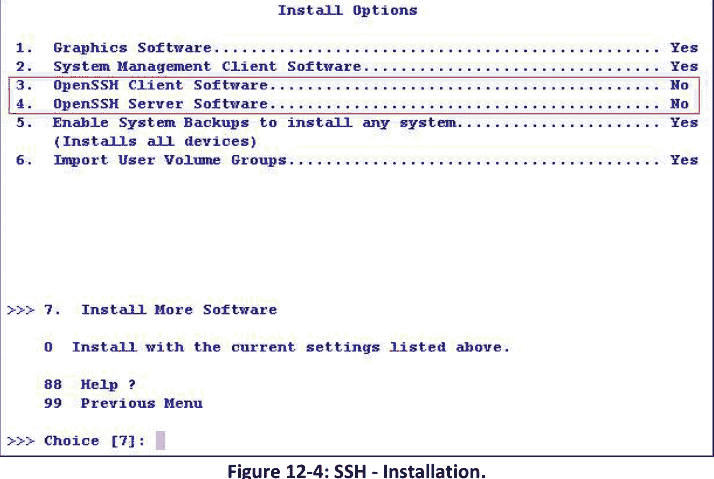 Install Options
1. Graphics Software................................................ Yes
2. System Management Client Software................................ Yes
3. OpenSSH Client Software.......................................... No
4. OpenSSH Server Software.......................................... No
5. Enable System Backups to install any system...................... Yes
(Installs all devices)
6. Import User Volume Groups........................................ Yes
>>> 7. Install More Software
0 Install with the current settings listed above.
88 Help ?
99 Previous Menu
>>> Choice [7]:
Figure 12-4: SSH - Installation.